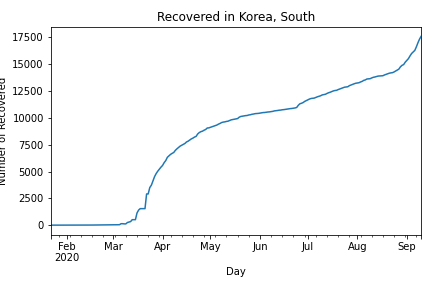 Recovered in Korea, South
Number of Recovered
17500
15000
12500
10000
7500
5000
2500
0
Feb
2020
Mar
Apr
May
Jun
Jul
Aug
Sep
Day